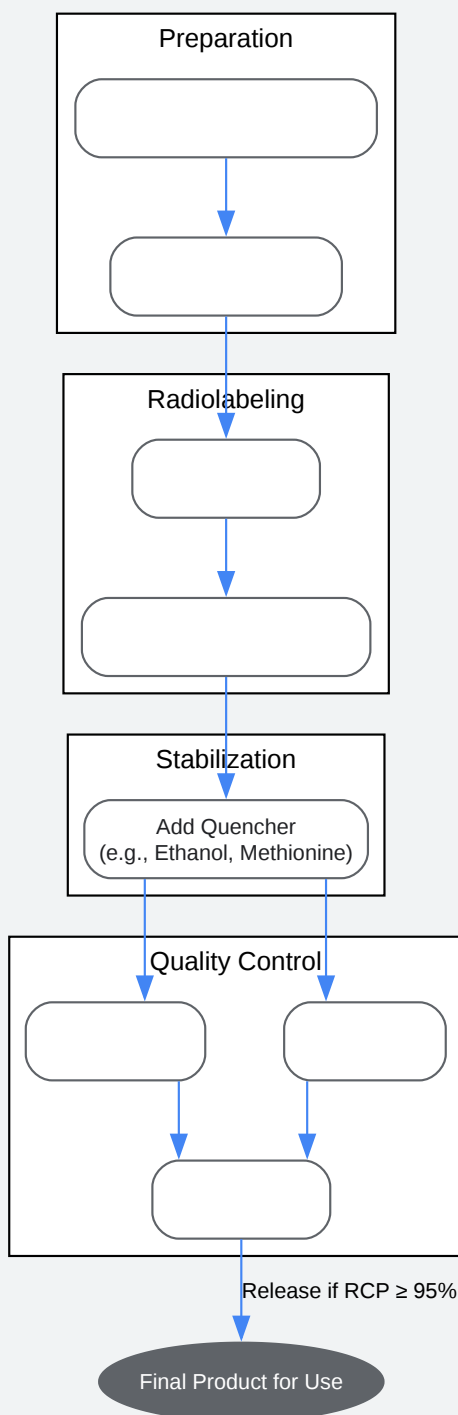 Preparation
Radiolabeling
Stabilization
Add Quencher
(e.g., Ethanol, Methionine)
Quality Control
Release if RCP ≥ 95%
Final Product for Use